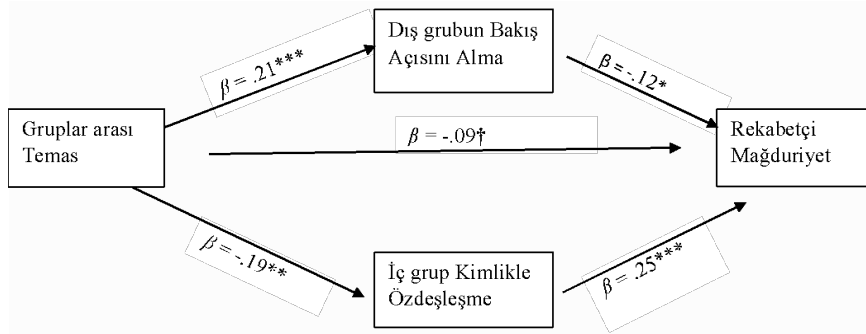 Dış grubun Bakış
Açısını Alma
β = .21***
β = -.12*
Gruplar arası
Temas
β = -.09†
Rekabetçi
Mağduriyet
β = -.19**
İç grup Kimlikle
Özdeşleşme
β = .25***